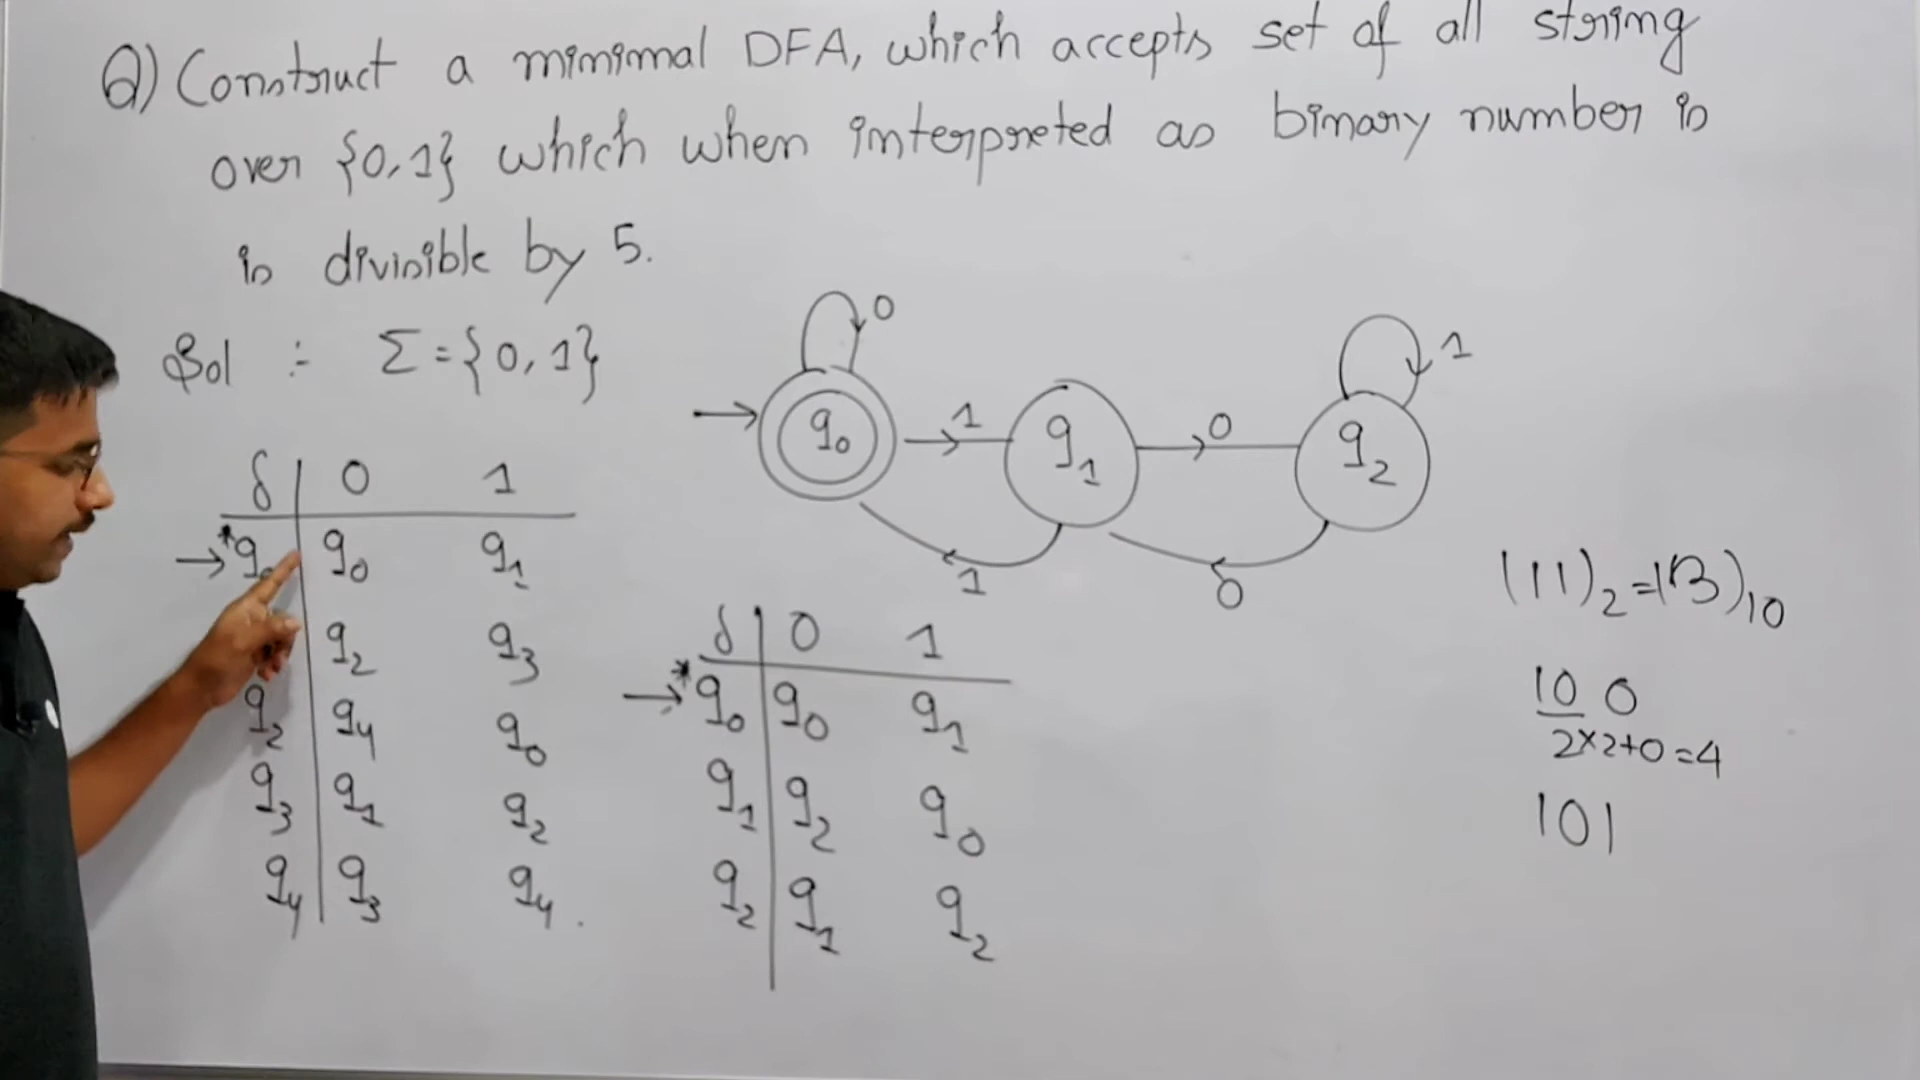 Q) Construct a minimal DFA, which accepts set of all string
over {0,1} which when interpreted as binary number is
is divisible by 5.
Sol :- Σ={0,1}
0
1
q0
1
q1
0
q2
1
0
δ 0 1
→ *q0 q0 q1
q2 q3
q2 q4 q0
q3 q1 q2
q4 q3 q4.
δ 0 1
→ *q0 q0 q1
q1 q2 q0
q2 q1 q2
(11)2=(3)10
10 0
2×2+0=4
101